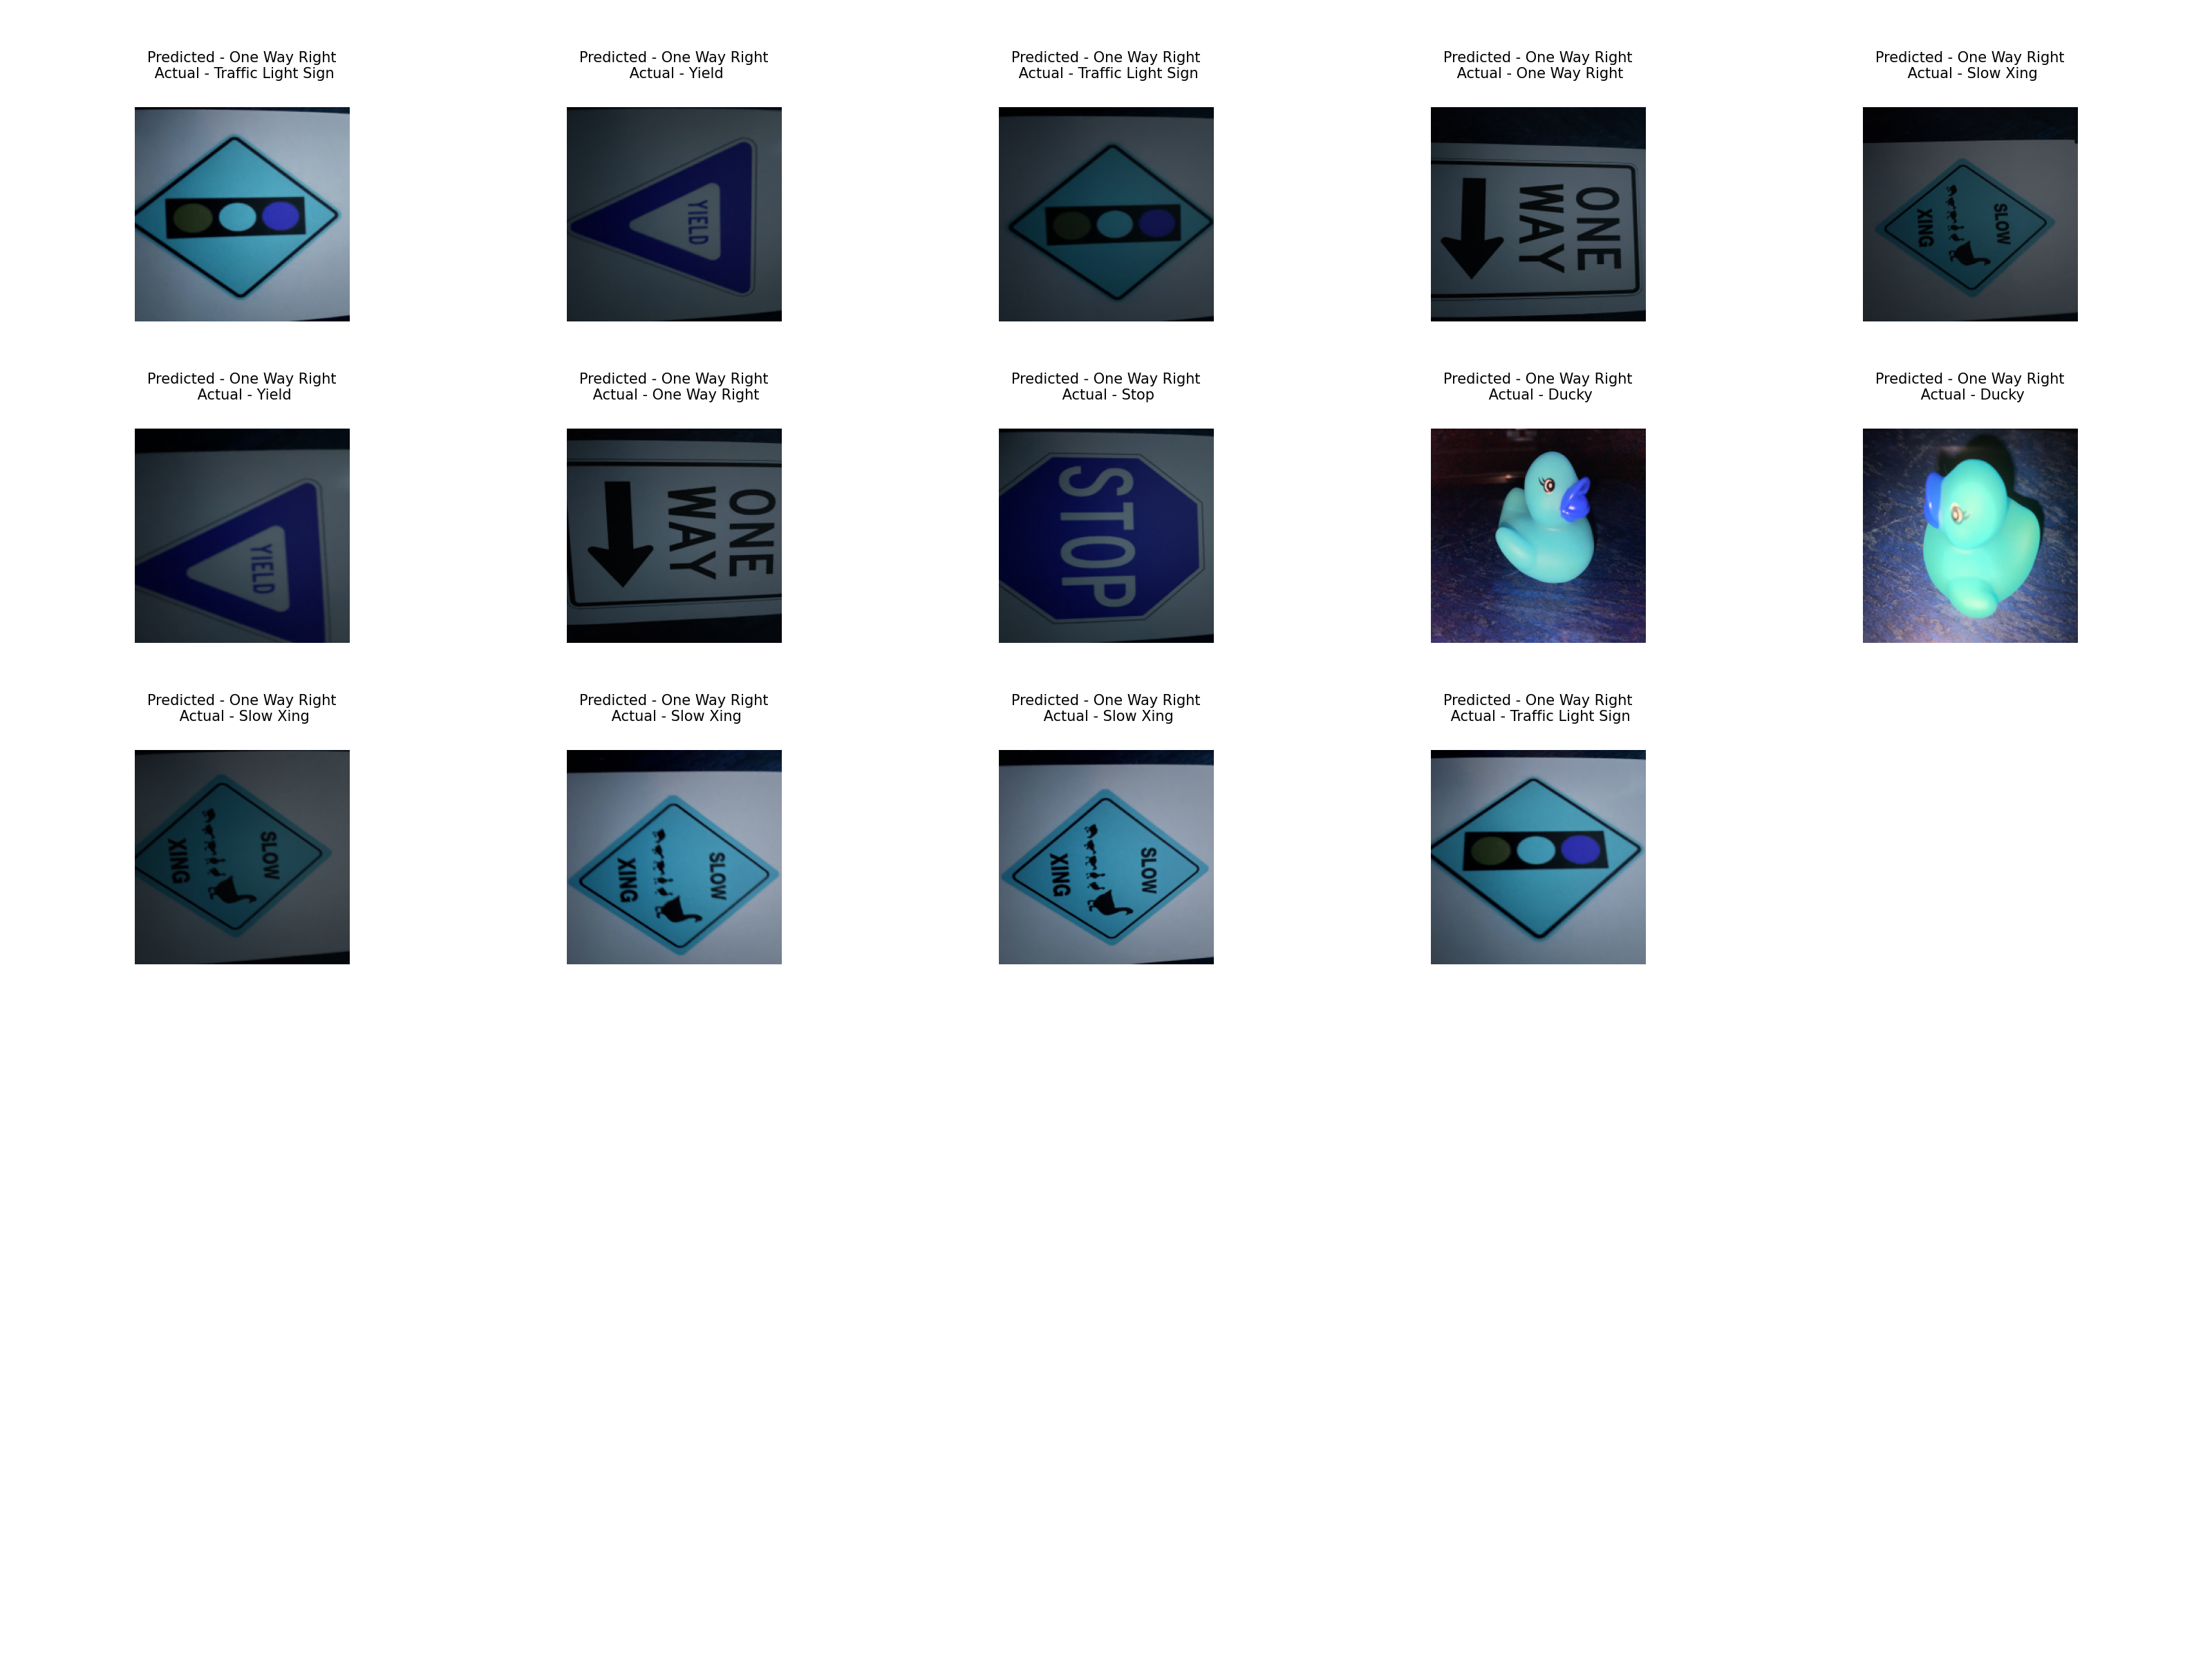 Predicted - One Way Right
Actual - Traffic Light Sign
Predicted - One Way Right
Actual - Yield
Predicted - One Way Right
Actual - Traffic Light Sign
Predicted - One Way Right
Actual - One Way Right
Predicted - One Way Right
Actual - Slow Xing
YIELD
ONE
WAY
SLOW
XING
Predicted - One Way Right
Actual - Yield
Predicted - One Way Right
Actual - One Way Right
Predicted - One Way Right
Actual - Stop
Predicted - One Way Right
Actual - Ducky
Predicted - One Way Right
Actual - Ducky
YIELD
ONE
WAY
STOP
Predicted - One Way Right
Actual - Slow Xing
Predicted - One Way Right
Actual - Slow Xing
Predicted - One Way Right
Actual - Slow Xing
Predicted - One Way Right
Actual - Traffic Light Sign
SLOW
XING
SLOW
XING
SLOW
XING